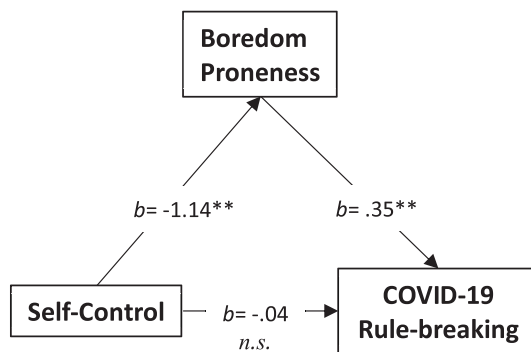 Boredom
Proneness
b= -1.14**
b= .35**
Self-Control
b= -.04
n.s.
COVID-19
Rule-breaking